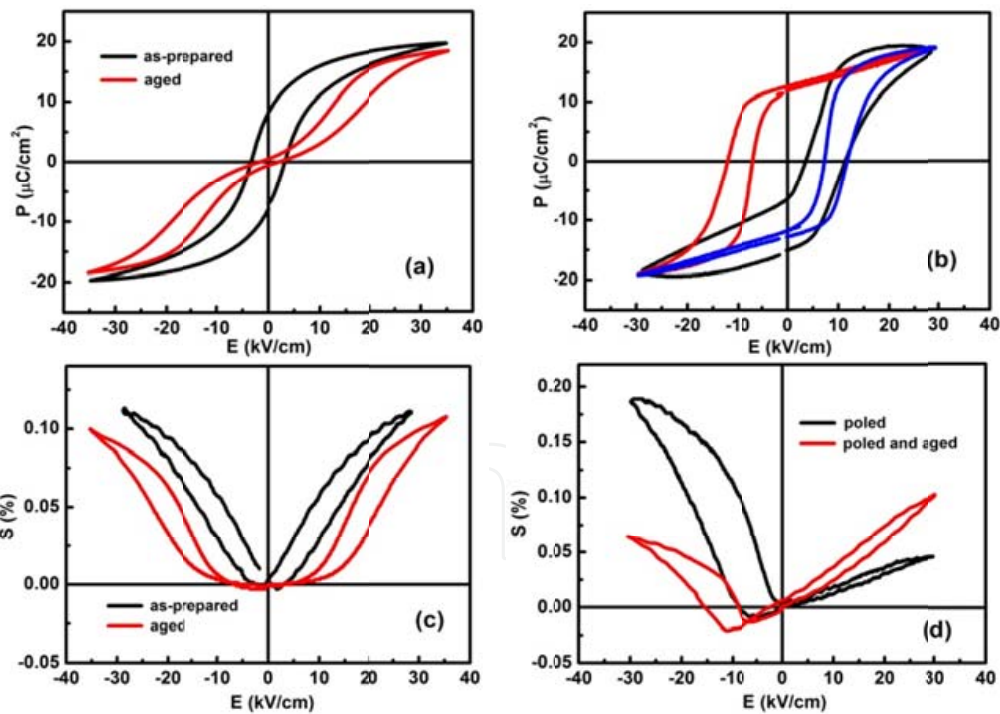 20
10
0
-10
-20
P (µC/cm²)
as-prepared
aged
(a)
-40 -30 -20 -10 0 10 20 30 40
E (kV/cm)
20
10
0
-10
-20
P (µC/cm²)
(b)
-40 -30 -20 -10 0 10 20 30 40
E (kV/cm)
0.10
0.05
0.00
-0.05
S (%)
as-prepared
aged
(c)
-40 -30 -20 -10 0 10 20 30 40
E (kV/cm)
0.20
0.15
0.10
0.05
0.00
-0.05
S (%)
poled
poled and aged
(d)
-40 -30 -20 -10 0 10 20 30 40
E (kV/cm)